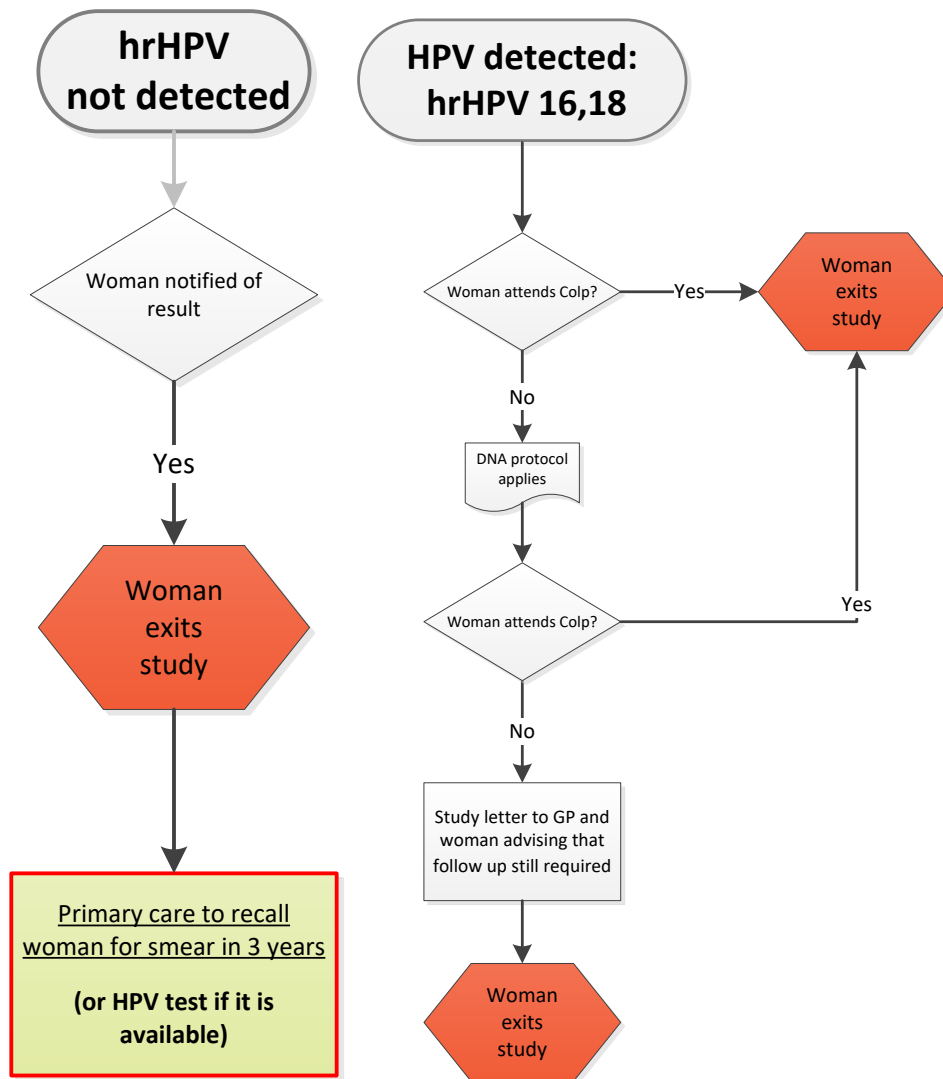 hrHPV
not detected
Woman notified of
result
Yes
Woman
exits
study
Primary care to recall
woman for smear in 3 years
(or HPV test if it is
available)
HPV detected:
hrHPV 16,18
Woman attends Colp?
Yes
Woman
exits
study
No
DNA protocol
applies
Woman attends Colp?
Yes
No
Study letter to GP and
woman advising that
follow up still required
Woman
exits
study